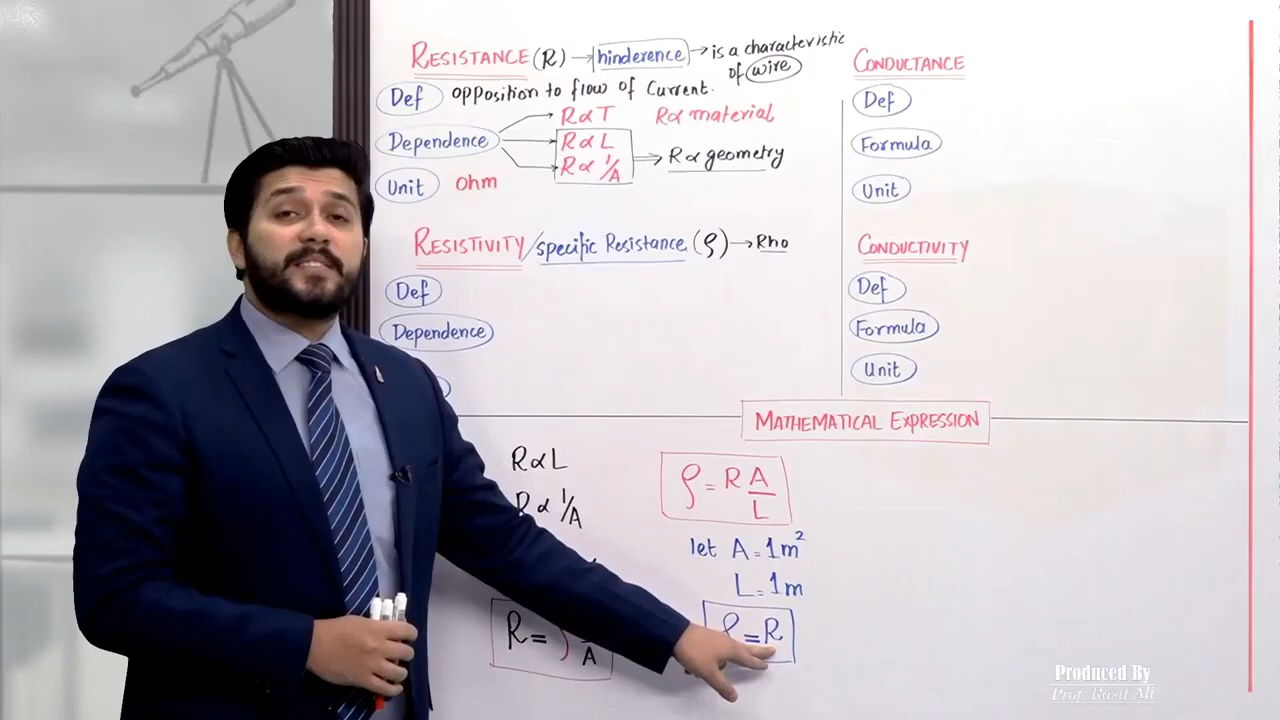 RESISTANCE (R) → hinderence → is a characteristic
of wire
Def opposition to flow of Current.
Dependence R α T R α material
R α L
R α 1/A → R α geometry
Unit Ohm
RESISTIVITY / specific Resistance (ρ) → Rho
Def
Dependence
CONDUCTANCE
Def
Formula
Unit
CONDUCTIVITY
Def
Formula
Unit
MATHEMATICAL EXPRESSION
R α L
R α 1/A
R =
A
ρ = R A/L
let A = 1m²
L = 1m
ρ = R
Produced By
Prof. Rasif Ali